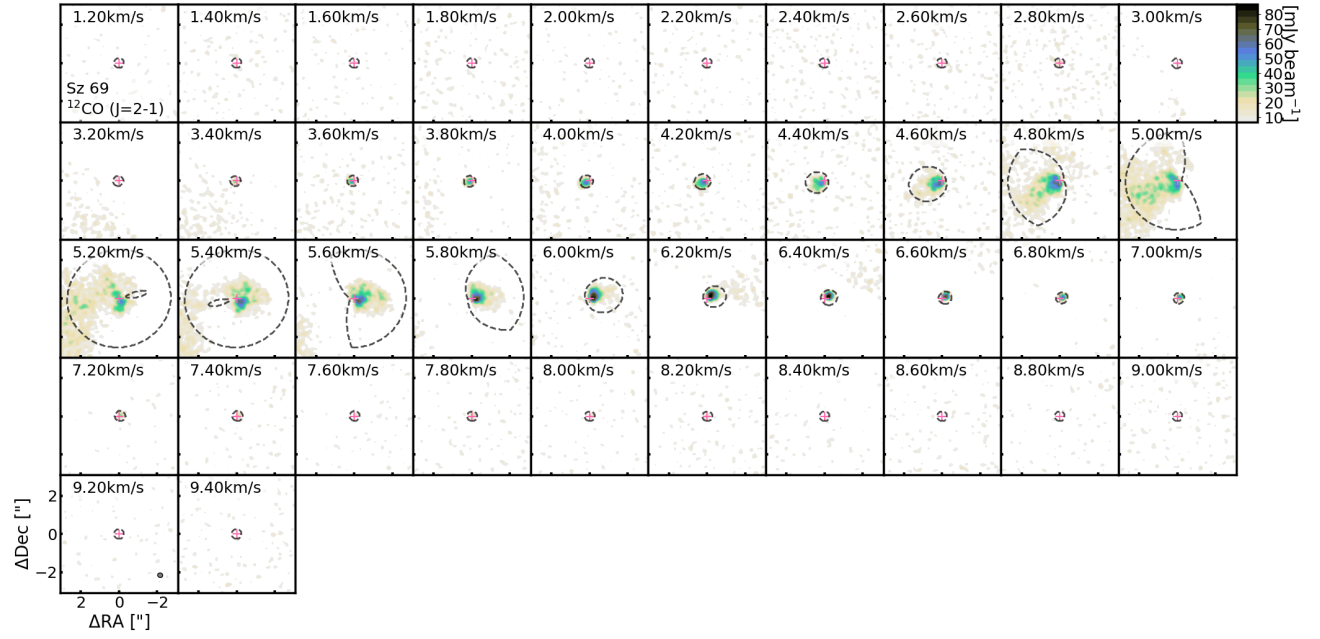 1.20km/s 1.40km/s 1.60km/s 1.80km/s 2.00km/s 2.20km/s 2.40km/s 2.60km/s 2.80km/s 3.00km/s
Sz 69
¹²CO (J=2-1)
80
70
60
50
40
30
20
10
[mJy beam⁻¹]
3.20km/s 3.40km/s 3.60km/s 3.80km/s 4.00km/s 4.20km/s 4.40km/s 4.60km/s 4.80km/s 5.00km/s
5.20km/s 5.40km/s 5.60km/s 5.80km/s 6.00km/s 6.20km/s 6.40km/s 6.60km/s 6.80km/s 7.00km/s
7.20km/s 7.40km/s 7.60km/s 7.80km/s 8.00km/s 8.20km/s 8.40km/s 8.60km/s 8.80km/s 9.00km/s
9.20km/s 9.40km/s
2
0
−2
ΔDec ["]
2 0 −2
ΔRA ["]